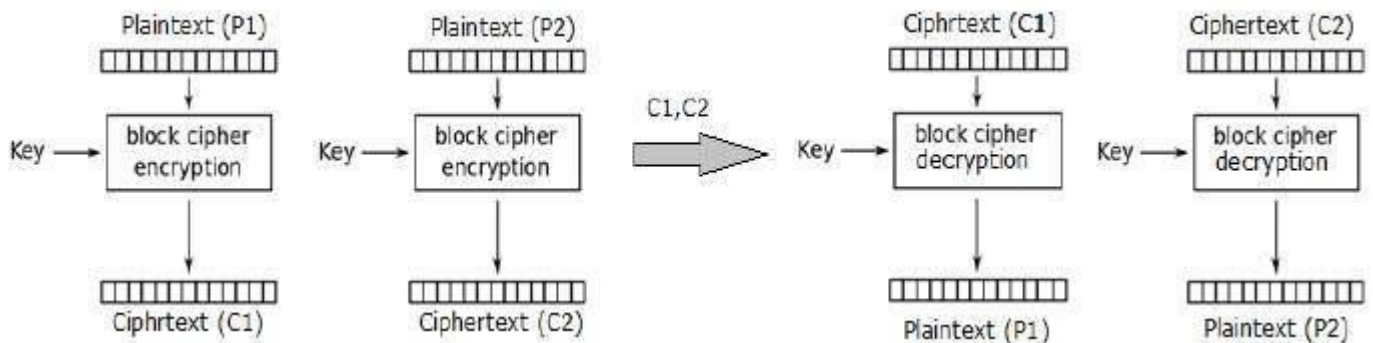 Plaintext (P1)
Key
block cipher
encryption
Ciphrtext (C1)
Plaintext (P2)
Key
block cipher
encryption
Ciphertext (C2)
C1,C2
Ciphrtext (C1)
Key
block cipher
decryption
Plaintext (P1)
Ciphertext (C2)
Key
block cipher
decryption
Plaintext (P2)